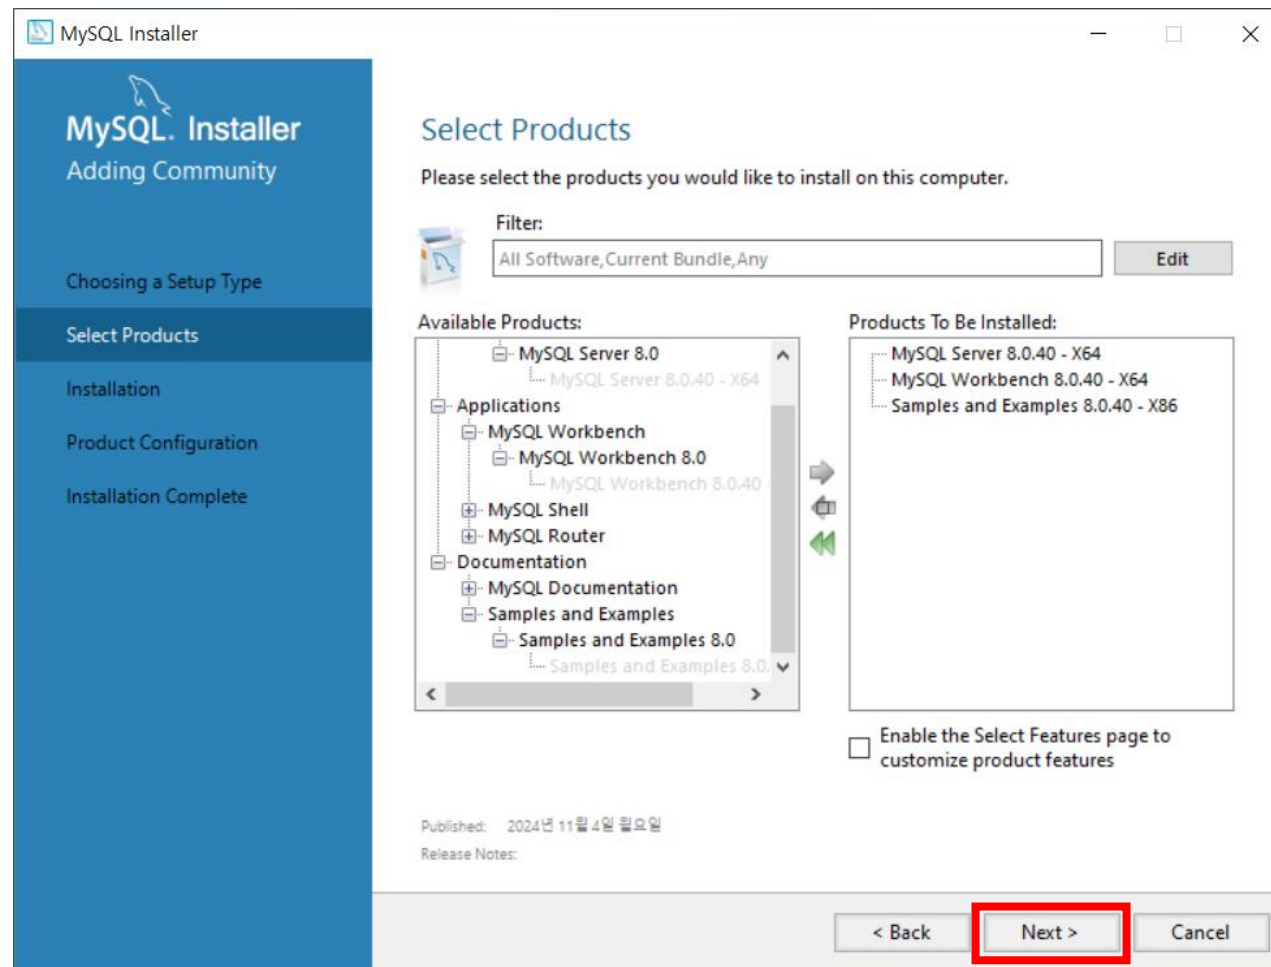 MySQL Installer
MySQL. Installer
Adding Community
Choosing a Setup Type
Select Products
Installation
Product Configuration
Installation Complete
Select Products
Please select the products you would like to install on this computer.
Filter:
All Software,Current Bundle,Any
Edit
Available Products:
MySQL Server 8.0
MySQL Server 8.0.40 - X64
Applications
MySQL Workbench
MySQL Workbench 8.0
MySQL Workbench 8.0.40 -
MySQL Shell
MySQL Router
Documentation
MySQL Documentation
Samples and Examples
Samples and Examples 8.0
Samples and Examples 8.0.
Products To Be Installed:
MySQL Server 8.0.40 - X64
MySQL Workbench 8.0.40 - X64
Samples and Examples 8.0.40 - X86
Enable the Select Features page to
customize product features
Published: 2024년 11월 4일 월요일
Release Notes:
< Back
Next >
Cancel